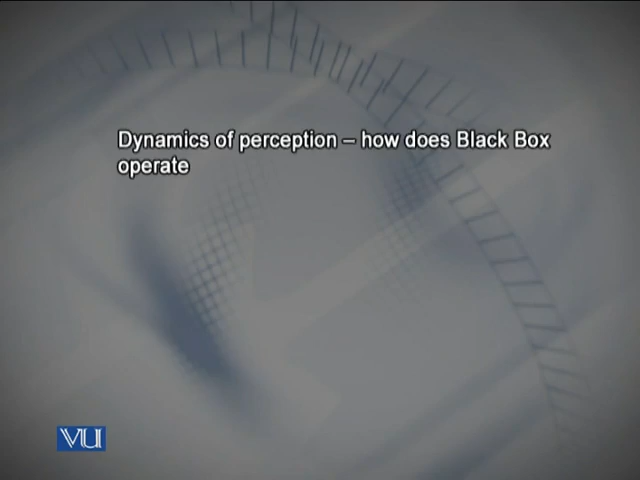 Dynamics of perception – how does Black Box
operate
VU